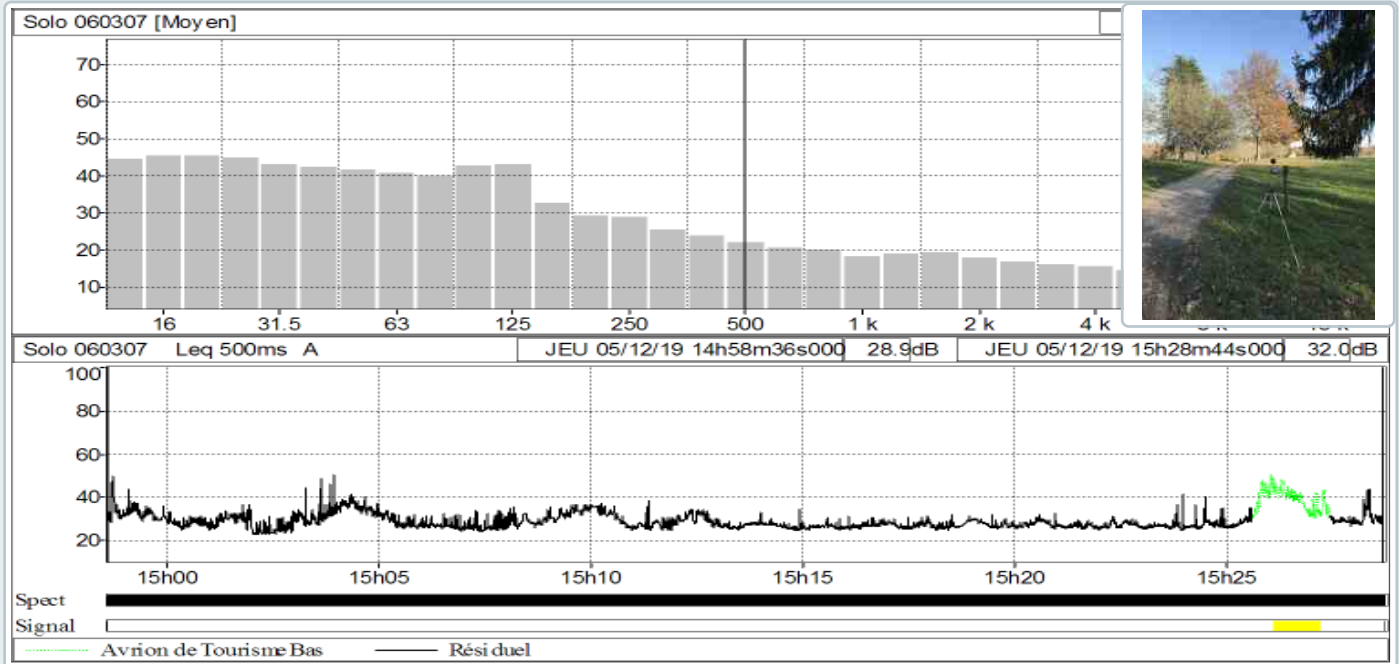 Solo 060307 [Moyen]
70
60
50
40
30
20
10
16 31.5 63 125 250 500 1 k 2 k 4 k
Solo 060307 Leq 500ms A JEU 05/12/19 14h58m36s000 28.9dB JEU 05/12/19 15h28m44s000 32.0dB
100
80
60
40
20
15h00 15h05 15h10 15h15 15h20 15h25
Spect
Signal
Avrion de Tourisme Bas Résiduel